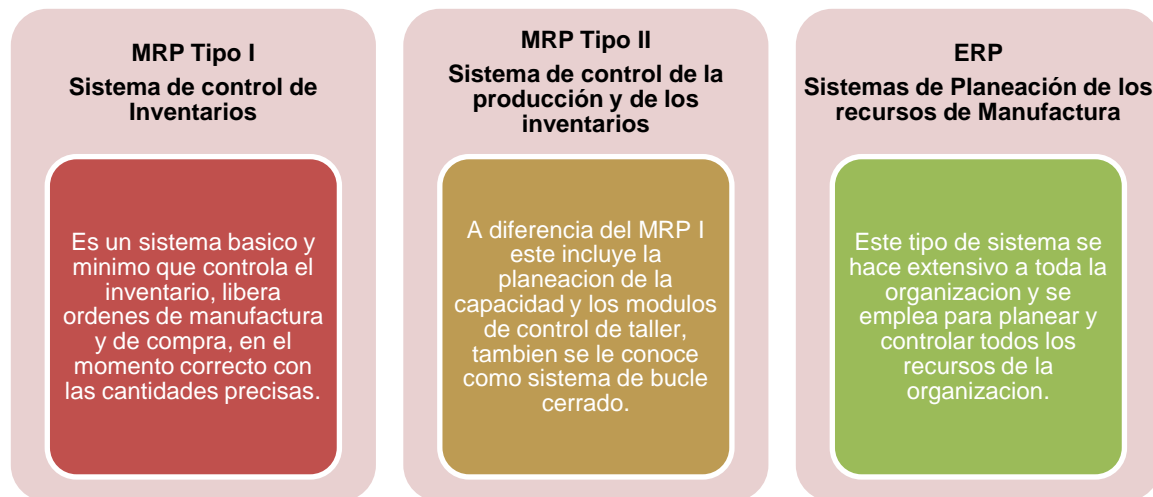 MRP Tipo I
Sistema de control de
Inventarios
Es un sistema basico y
minimo que controla el
inventario, libera
ordenes de manufactura
y de compra, en el
momento correcto con
las cantidades precisas.
MRP Tipo II
Sistema de control de la
producción y de los
inventarios
A diferencia del MRP I
este incluye la
planeacion de la
capacidad y los modulos
de control de taller,
tambien se le conoce
como sistema de bucle
cerrado.
ERP
Sistemas de Planeación de los
recursos de Manufactura
Este tipo de sistema se
hace extensivo a toda la
organizacion y se
emplea para planear y
controlar todos los
recursos de la
organizacion.